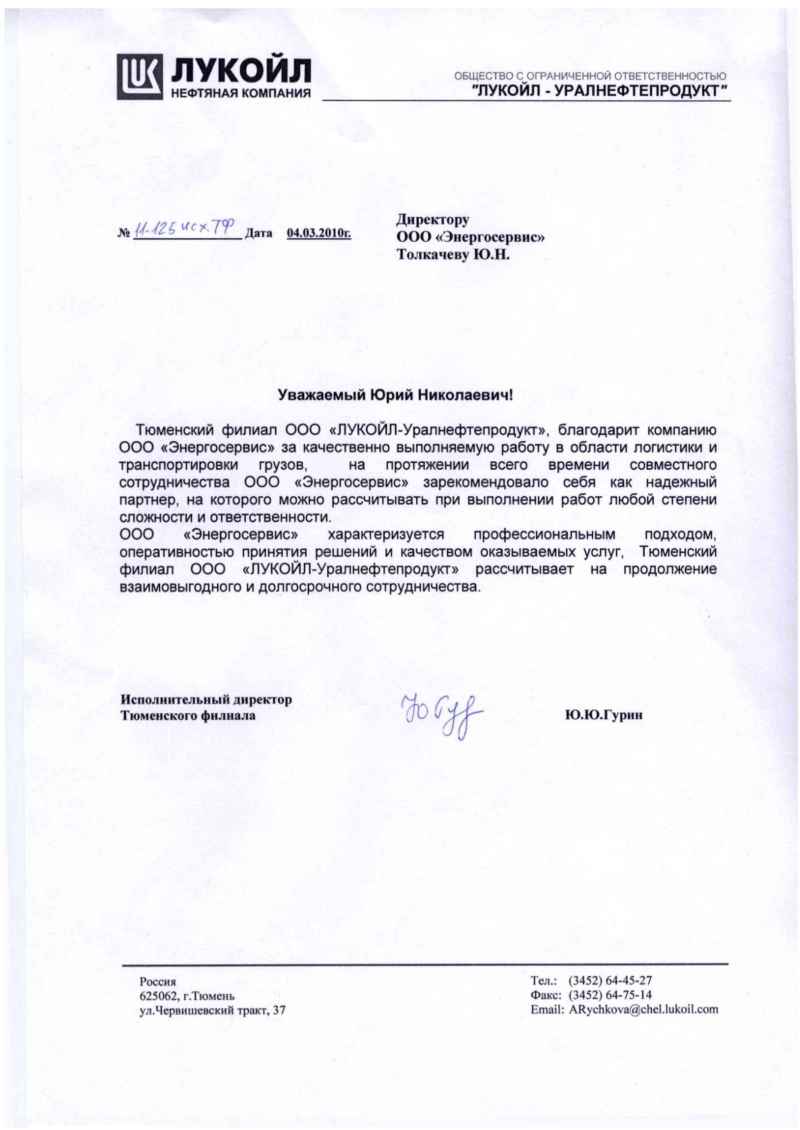 ЛУКОЙЛ
НЕФТЯНАЯ КОМПАНИЯ
ОБЩЕСТВО С ОГРАНИЧЕННОЙ ОТВЕТСТВЕННОСТЬЮ
"ЛУКОЙЛ - УРАЛНЕФТЕПРОДУКТ"
№ 11-125 исх.ТФ Дата 04.03.2010г.
Директору
ООО «Энергосервис»
Толкачеву Ю.Н.
Уважаемый Юрий Николаевич!
Тюменский филиал ООО «ЛУКОЙЛ-Уралнефтепродукт», благодарит компанию
ООО «Энергосервис» за качественно выполняемую работу в области логистики и
транспортировки грузов, на протяжении всего времени совместного
сотрудничества ООО «Энергосервис» зарекомендовало себя как надежный
партнер, на которого можно рассчитывать при выполнении работ любой степени
сложности и ответственности.
ООО «Энергосервис» характеризуется профессиональным подходом,
оперативностью принятия решений и качеством оказываемых услуг, Тюменский
филиал ООО «ЛУКОЙЛ-Уралнефтепродукт» рассчитывает на продолжение
взаимовыгодного и долгосрочного сотрудничества.
Исполнительный директор
Тюменского филиала
Ю.Ю.Гурин
Россия
625062, г.Тюмень
ул.Червишевский тракт, 37
Тел.: (3452) 64-45-27
Факс: (3452) 64-75-14
Email: ARychkova@chel.lukoil.com